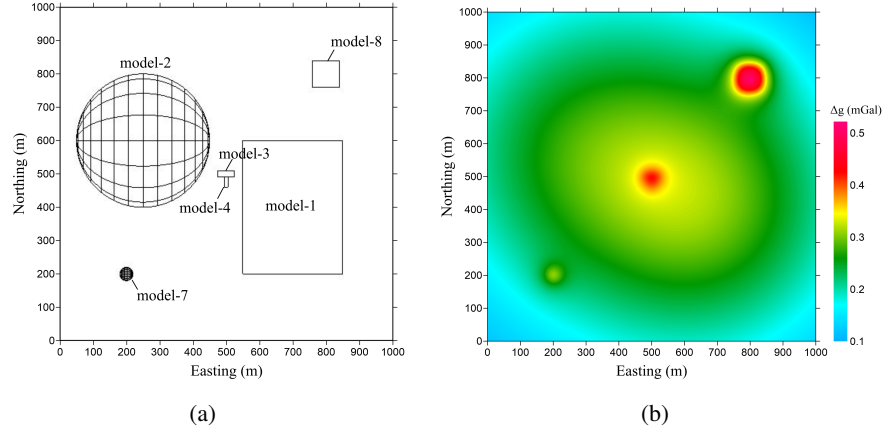 1000
900
800
700
600
500
400
300
200
100
0
0 100 200 300 400 500 600 700 800 900 1000
Northing (m)
Easting (m)
model-2
model-8
model-3
model-4
model-1
model-7
(a)
1000
900
800
700
600
500
400
300
200
100
0
0 100 200 300 400 500 600 700 800 900 1000
Northing (m)
Easting (m)
Δg (mGal)
0.5
0.4
0.3
0.2
0.1
(b)